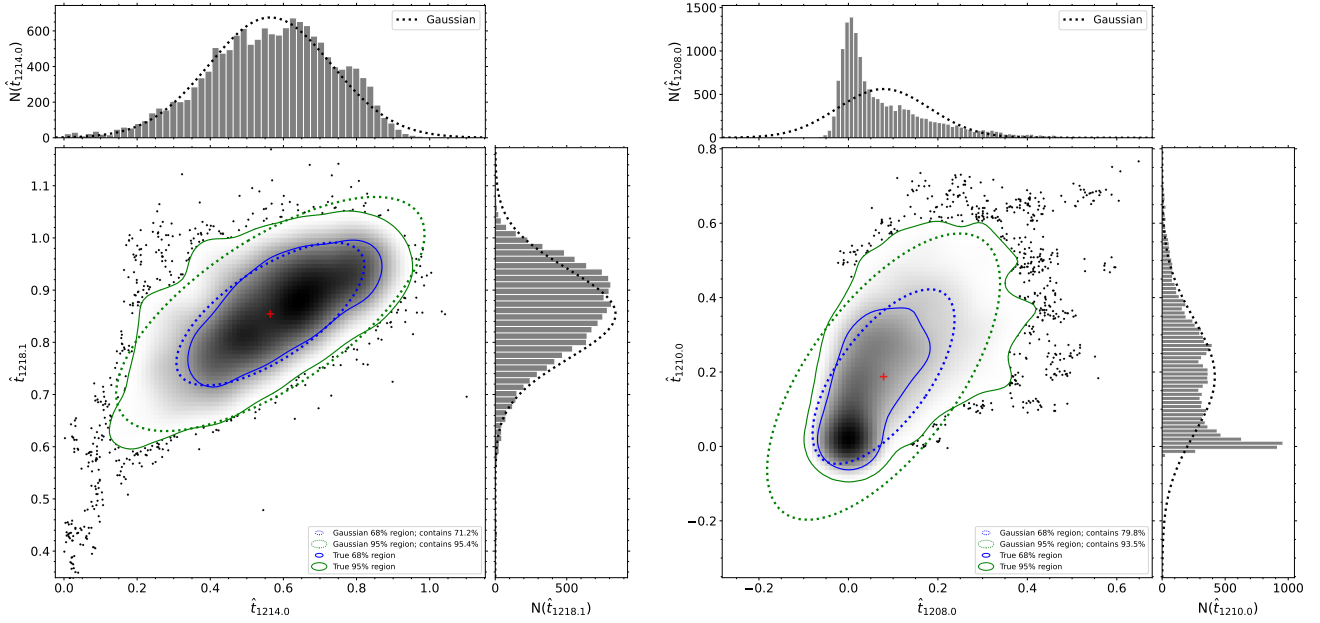 Gaussian
N(t̂1214.0)
600
400
200
0
t̂1218.1
1.1
1.0
0.9
0.8
0.7
0.6
0.5
0.4
0.0
0.2
0.4
0.6
0.8
1.0
t̂1214.0
Gaussian 68% region; contains 71.2%
Gaussian 95% region; contains 95.4%
True 68% region
True 95% region
0
500
N(t̂1218.1)
Gaussian
N(t̂1208.0)
1500
1000
500
0
t̂1210.0
0.8
0.6
0.4
0.2
0.0
−0.2
−0.2
0.0
0.2
0.4
0.6
t̂1208.0
Gaussian 68% region; contains 79.8%
Gaussian 95% region; contains 93.5%
True 68% region
True 95% region
0
500
1000
N(t̂1210.0)